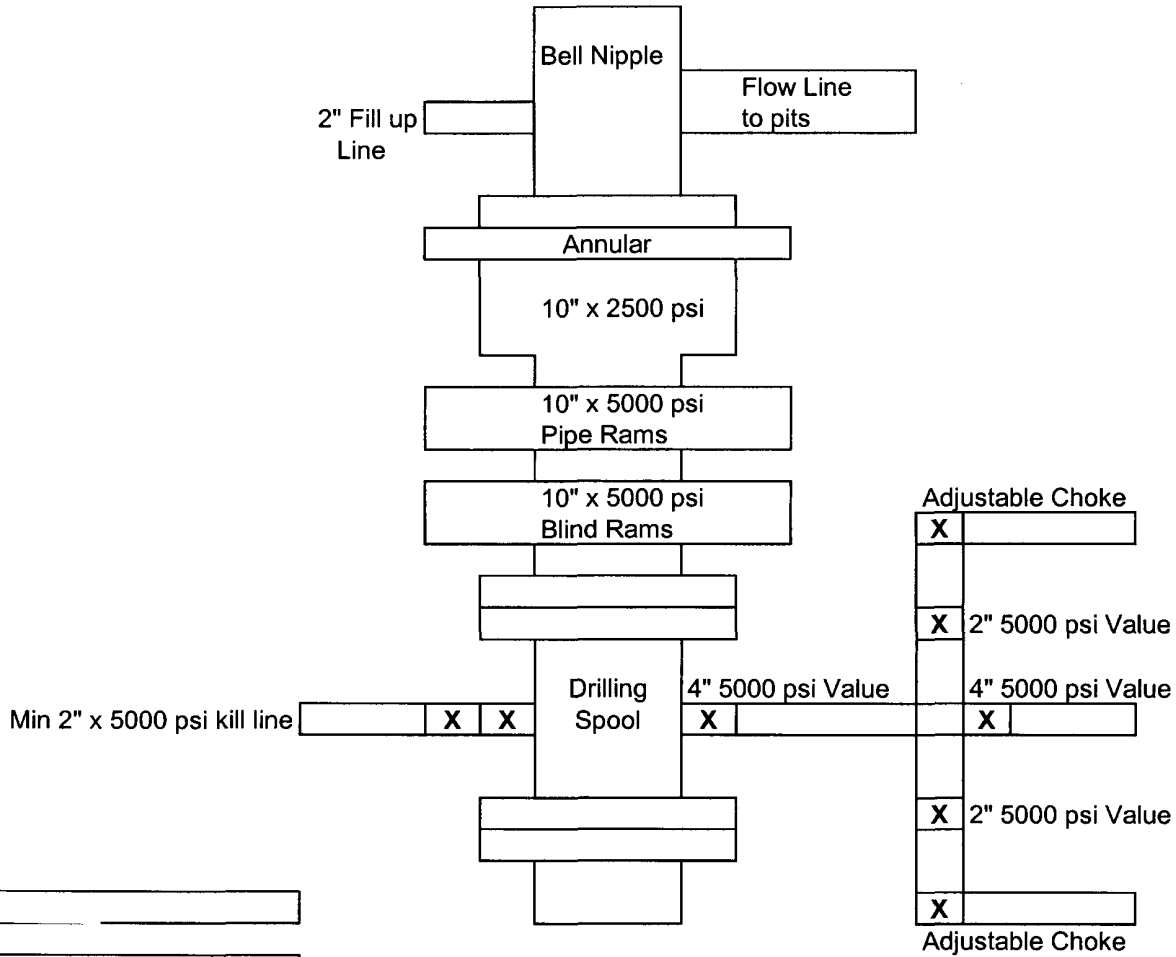 Bell Nipple
Flow Line
to pits
2" Fill up
Line
Annular
10" x 2500 psi
10" x 5000 psi
Pipe Rams
10" x 5000 psi
Blind Rams
Adjustable Choke
X
X 2" 5000 psi Value
Drilling
Spool
4" 5000 psi Value
4" 5000 psi Value
Min 2" x 5000 psi kill line
X X
X
X
X 2" 5000 psi Value
X
Adjustable Choke